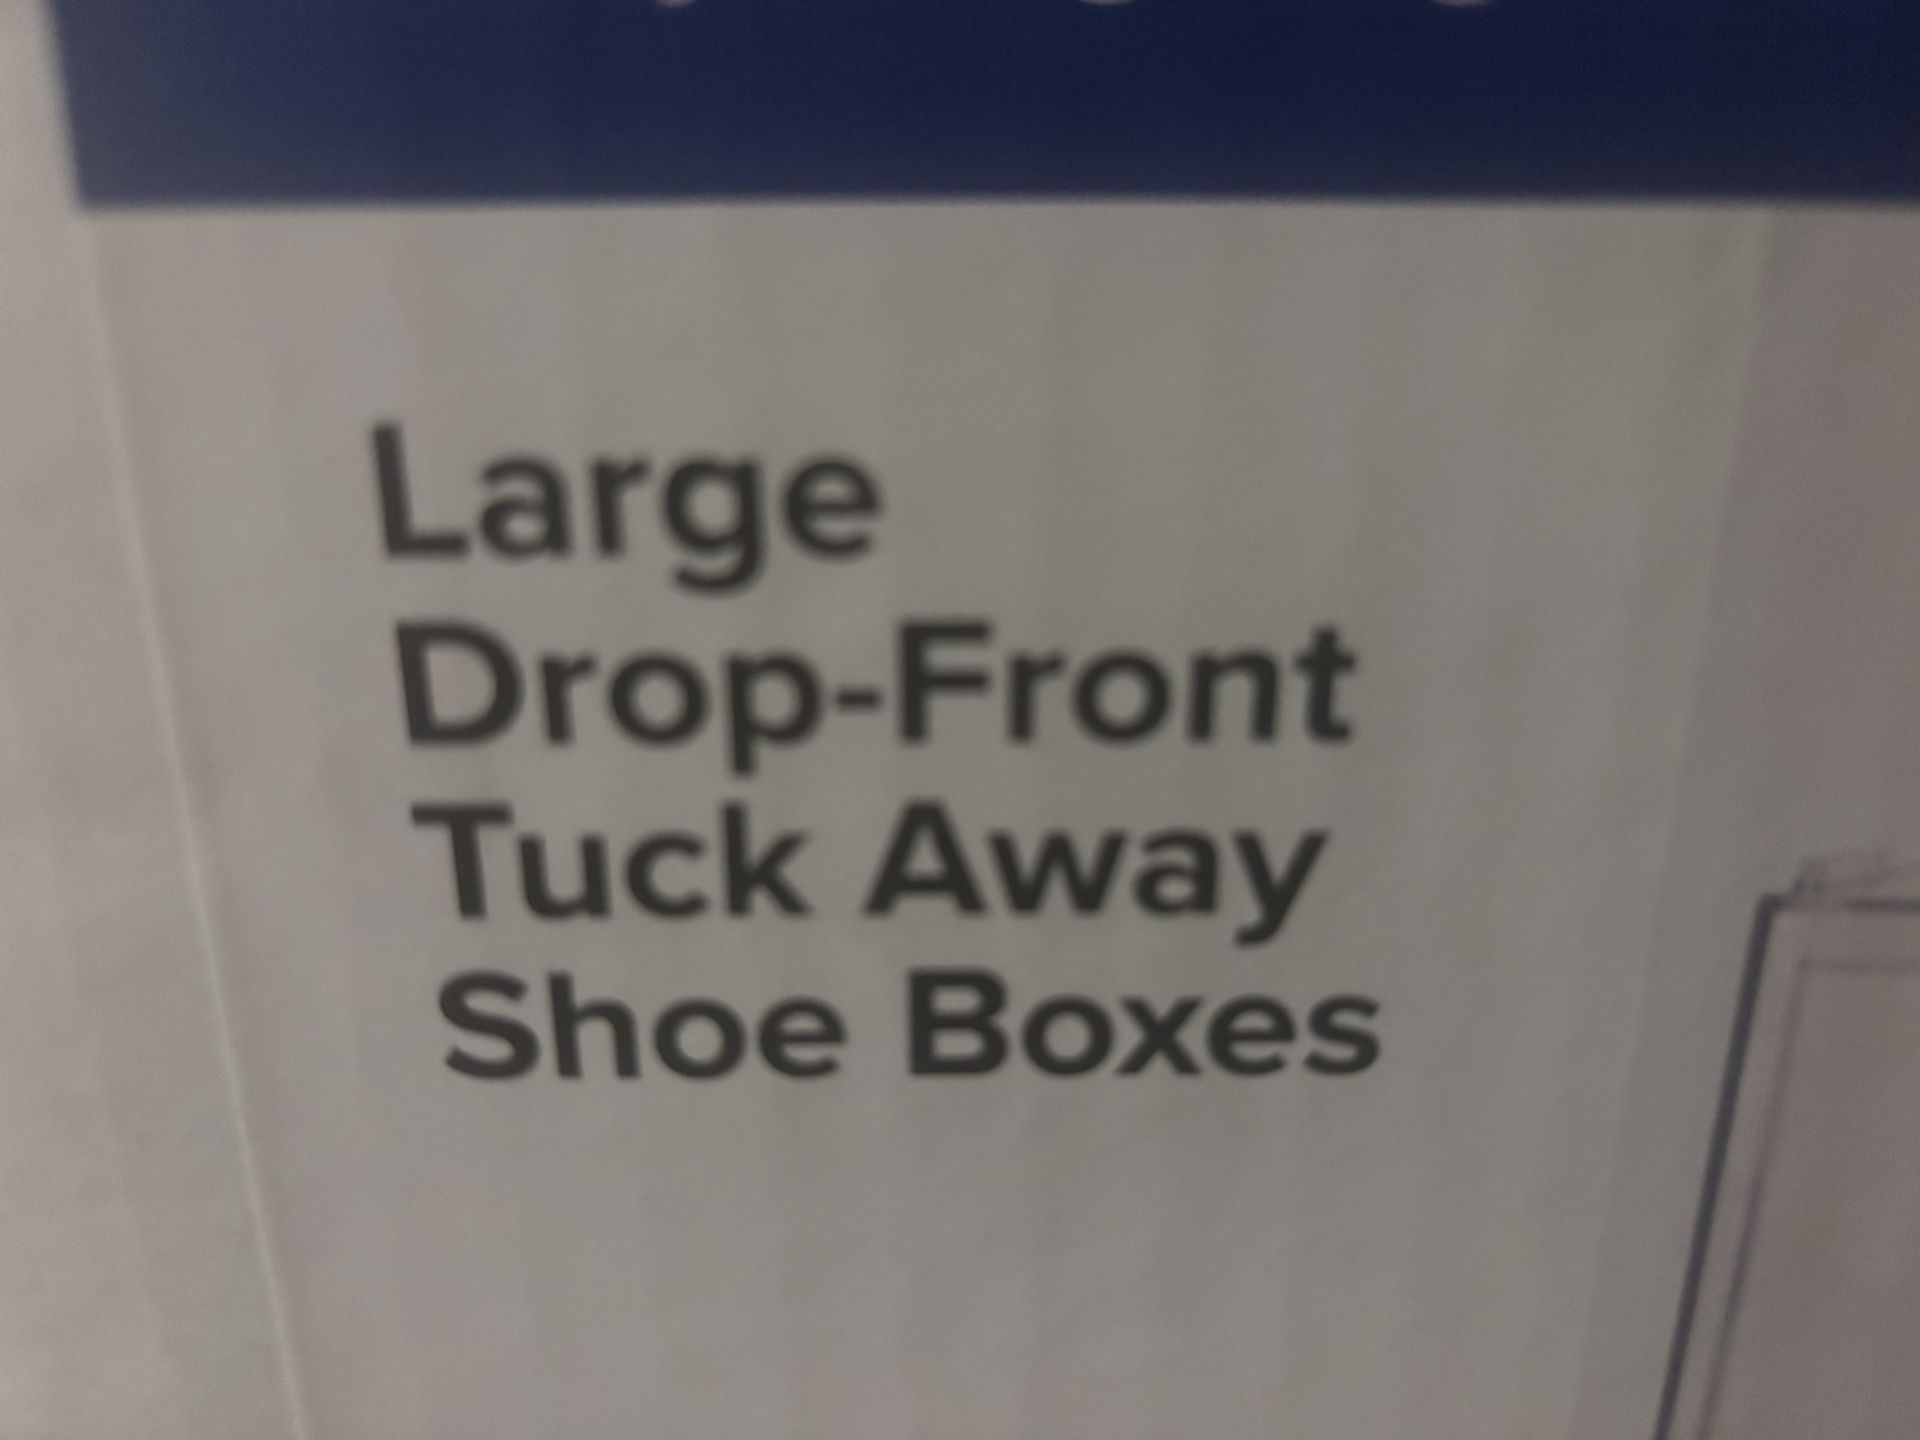 Large
Drop-Front
Tuck Away
Shoe Boxes